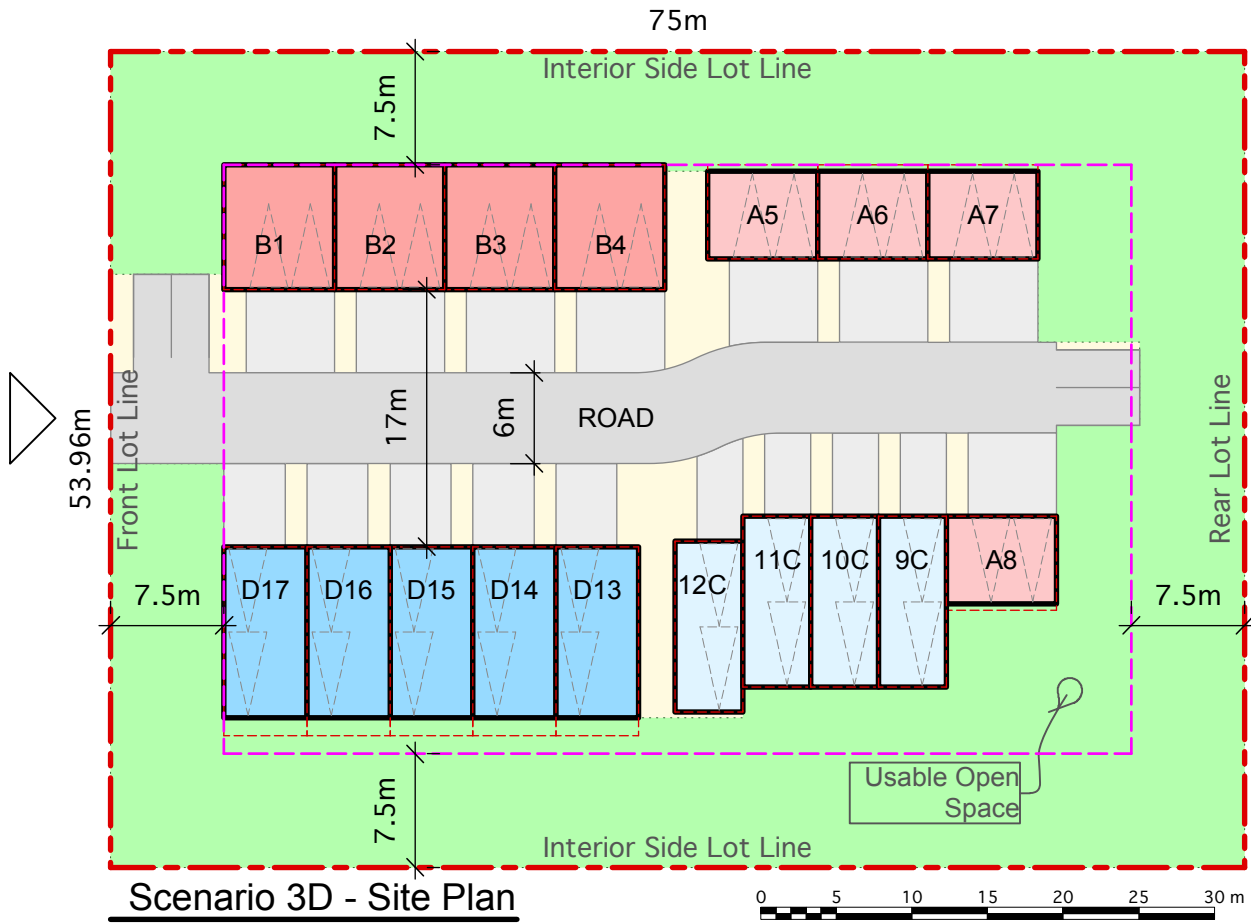 75m
Interior Side Lot Line
7.5m
B1
B2
B3
B4
A5
A6
A7
Front Lot Line
53.96m
17m
6m
ROAD
Rear Lot Line
D17
D16
D15
D14
D13
12C
11C
10C
9C
A8
7.5m
7.5m
7.5m
Usable Open
Space
Interior Side Lot Line
Scenario 3D - Site Plan
0 5 10 15 20 25 30 m